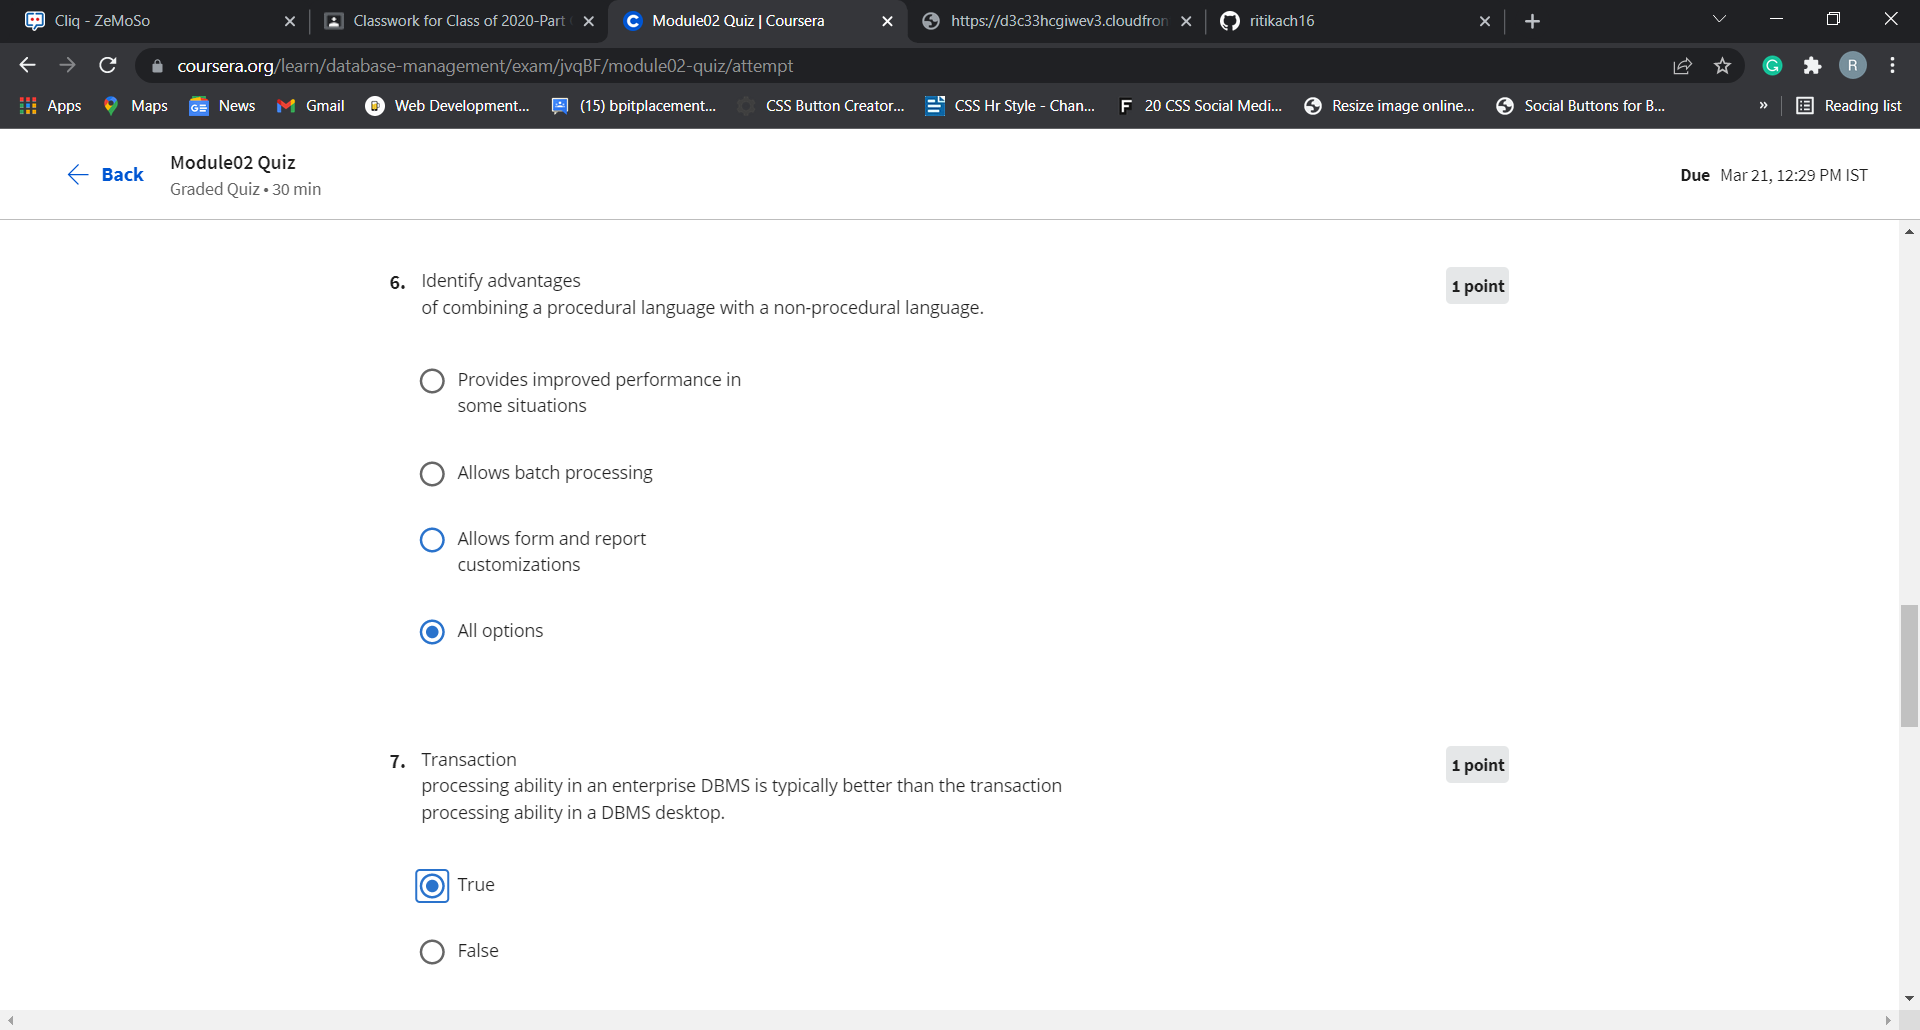 Cliq - ZeMoSo
Classwork for Class of 2020-Part
Module02 Quiz | Coursera
https://d3c33hcgiwev3.cloudfron
ritikach16
coursera.org/learn/database-management/exam/jvqBF/module02-quiz/attempt
G
R
Apps
Maps
News
Gmail
Web Development...
(15) bpitplacement...
CSS Button Creator...
CSS Hr Style - Chan...
20 CSS Social Medi...
Resize image online...
Social Buttons for B...
»
Reading list
Back
Module02 Quiz
Graded Quiz • 30 min
Due Mar 21, 12:29 PM IST
6. Identify advantages
1 point
of combining a procedural language with a non-procedural language.
Provides improved performance in
some situations
Allows batch processing
Allows form and report
customizations
All options
7. Transaction
1 point
processing ability in an enterprise DBMS is typically better than the transaction
processing ability in a DBMS desktop.
True
False